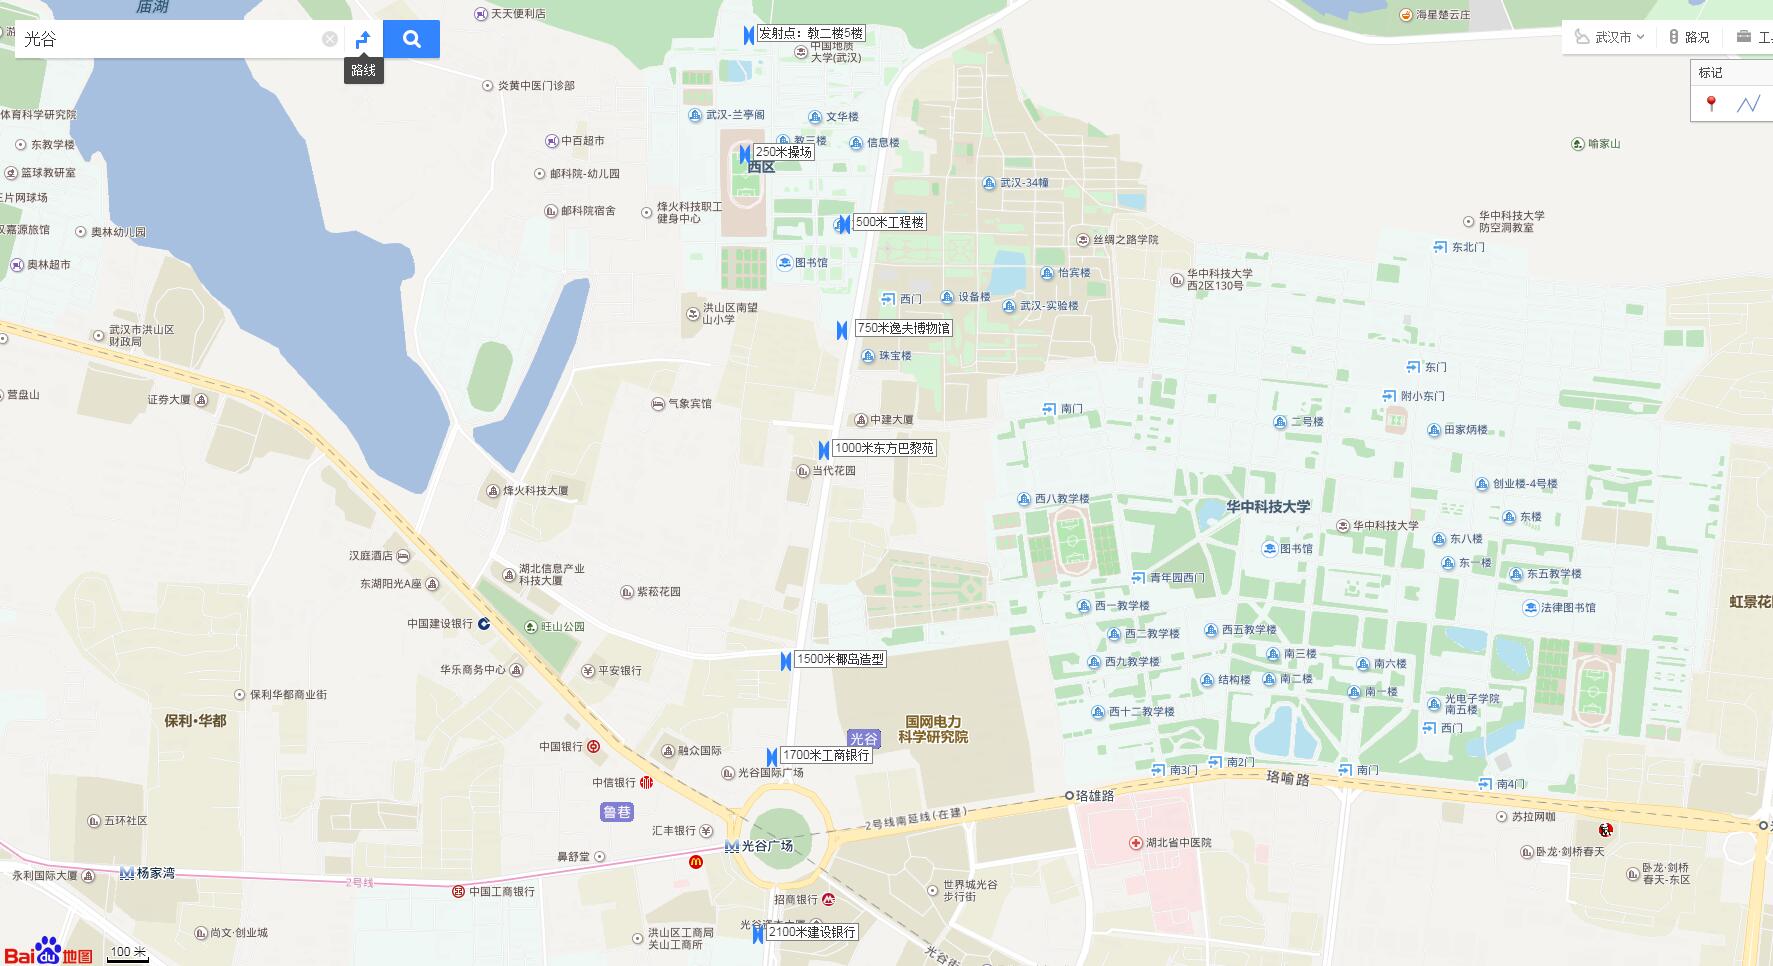 庙湖
天天便利店
海星楚云庄
光谷
路线
武汉市
路况
标记
发射点：教二楼5楼
中国地质
大学(武汉)
炎黄中医门诊部
体育科学研究院
武汉-兰亭阁
文华楼
东教学楼
中百超市
教三楼
信息楼
喻家山
250米操场
西区
篮球教研室
邮科院-幼儿园
武汉-34幢
邮科院宿舍
烽火科技职工
健身中心
500米工程楼
华中科技大学
防空洞教室
奥林幼儿园
丝绸之路学院
东北门
奥林超市
图书馆
怡宾楼
华中科技大学
西2区130号
西门
设备楼
武汉-实验楼
洪山区南望
山小学
武汉市洪山区
财政局
750米逸夫博物馆
珠宝楼
东门
营盘山
证券大厦
气象宾馆
南门
附小东门
中建大厦
二号楼
田家炳楼
1000米东方巴黎苑
当代花园
烽火科技大厦
西八教学楼
创业楼-4号楼
华中科技大学
华中科技大学
东楼
东八楼
图书馆
汉庭酒店
东一楼
湖北信息产业
科技大厦
东湖阳光A座
青年园西门
东五教学楼
紫菘花园
西一教学楼
法律图书馆
中国建设银行
旺山公园
西二教学楼
西五教学楼
1500米椰岛造型
西九教学楼
南三楼
南六楼
华乐商务中心
平安银行
结构楼
南二楼
南一楼
保利华都商业街
光电子学院
南五楼
保利·华都
西十二教学楼
国网电力
科学研究院
西门
光谷
中国银行
融众国际
1700米工商银行
光谷国际广场
南3门
南2门
南门
珞喻路
南4门
中信银行
珞雄路
鲁巷
2号线南延线(在建)
五环社区
汇丰银行
苏拉网咖
光谷广场
湖北省中医院
卧龙·剑桥春天
鼻舒堂
杨家湾
永利国际大厦
2号线
中国工商银行
卧龙·剑桥
春天-东区
世界城光谷
步行街
招商银行
尚文·创业城
洪山区工商局
关山工商所
2100米建设银行
Bai du 地图
100 米